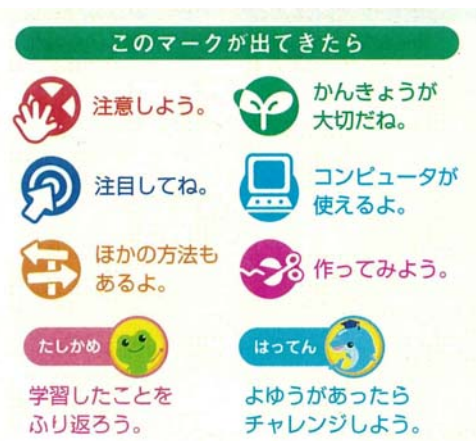 このマークが出てきたら
注意しよう。
かんきょうが
大切だね。
注目してね。
コンピュータが
使えるよ。
ほかの方法も
あるよ。
作ってみよう。
たしかめ
学習したことを
ふり返ろう。
はってん
よゆうがあったら
チャレンジしよう。